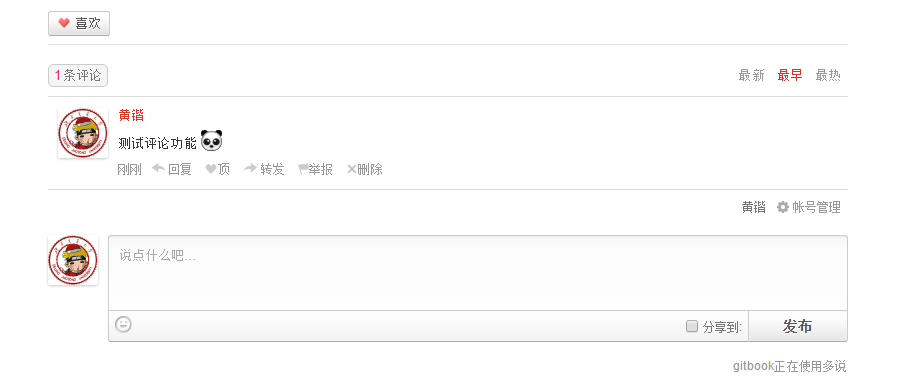 喜欢
1条评论
最新 最早 最热
黄锴
测试评论功能
刚刚 回复 顶 转发 举报 删除
黄锴 帐号管理
说点什么吧...
分享到: 发布
gitbook正在使用多说